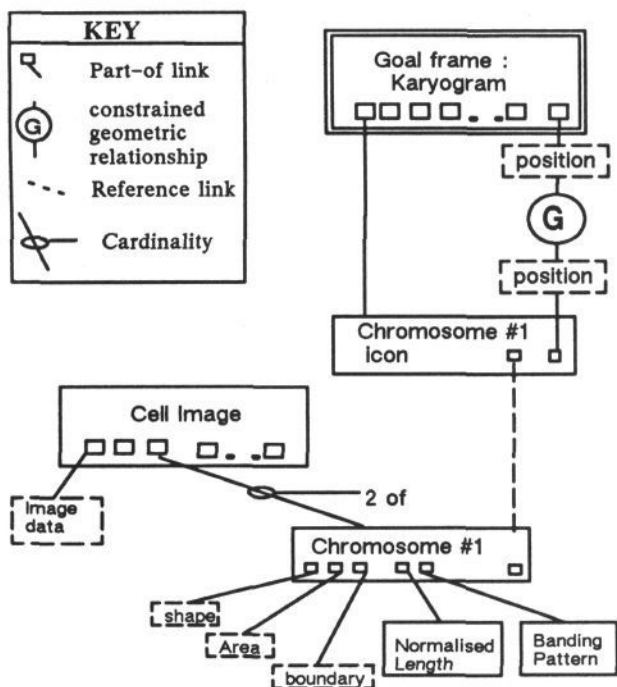 KEY
Part-of link
G
constrained
geometric
relationship
Reference link
Cardinality
Goal frame :
Karyogram
position
G
position
Chromosome #1
icon
Cell Image
Image
data
2 of
Chromosome #1
shape
Area
boundary
Normalised
Length
Banding
Pattern